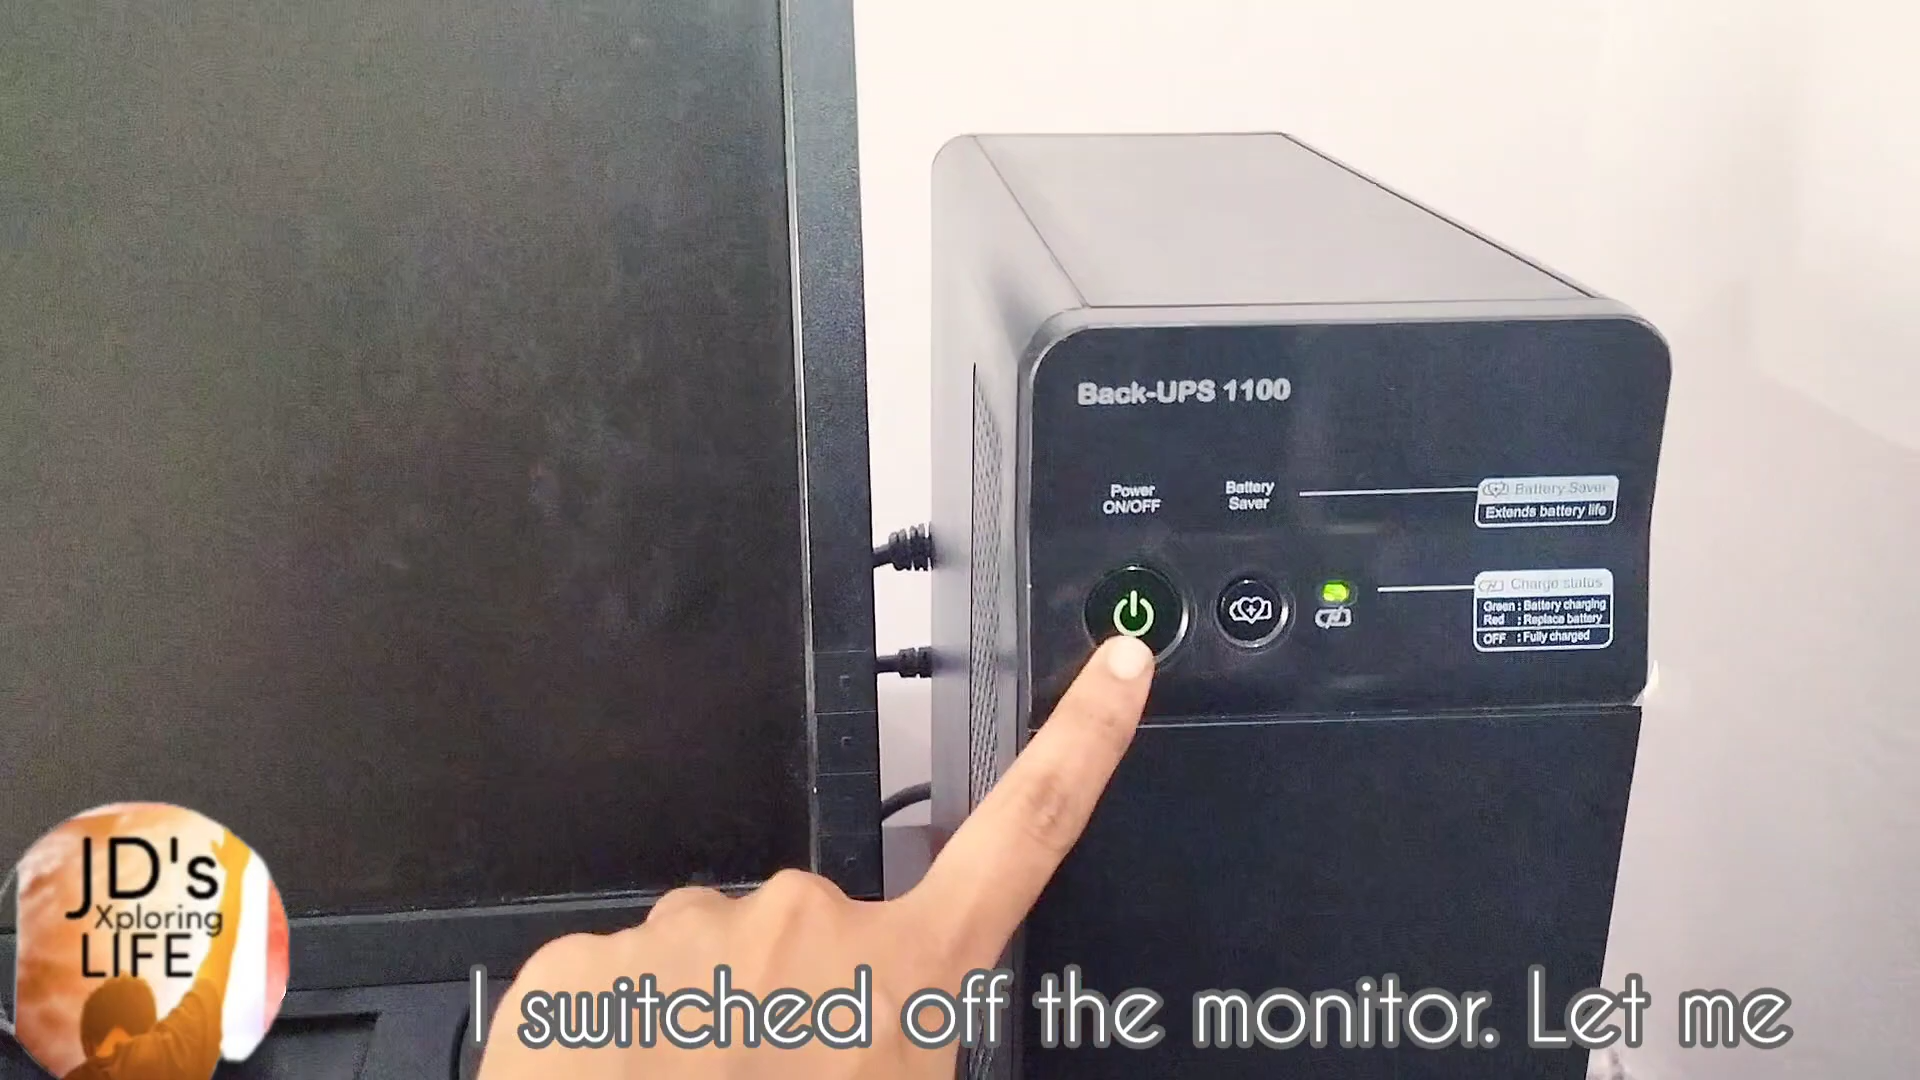 Back-UPS 1100
Power
ON/OFF
Battery
Saver
Battery Saver
Extends battery life
Charge status
Green : Battery charging
Red : Replace battery
OFF : Fully charged
JD's
Xploring
LIFE
I switched off the monitor. Let me